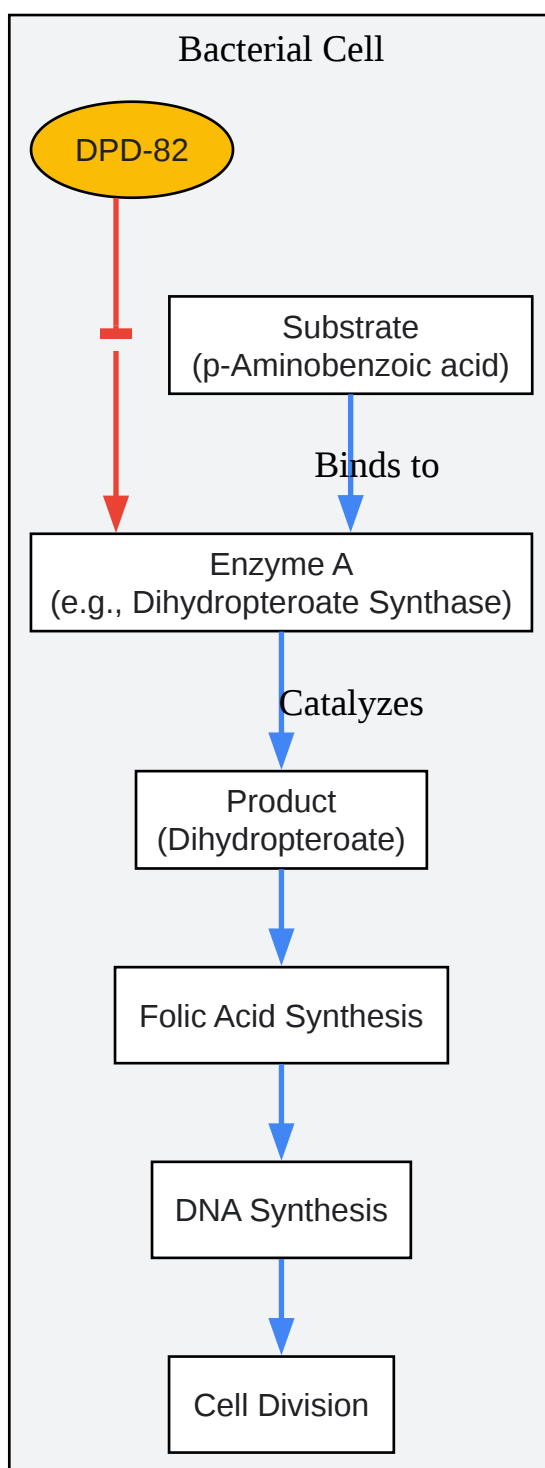 Bacterial Cell
DPD-82
Substrate
(p-Aminobenzoic acid)
Binds to
Enzyme A
(e.g., Dihydropteroate Synthase)
Catalyzes
Product
(Dihydropteroate)
Folic Acid Synthesis
DNA Synthesis
Cell Division